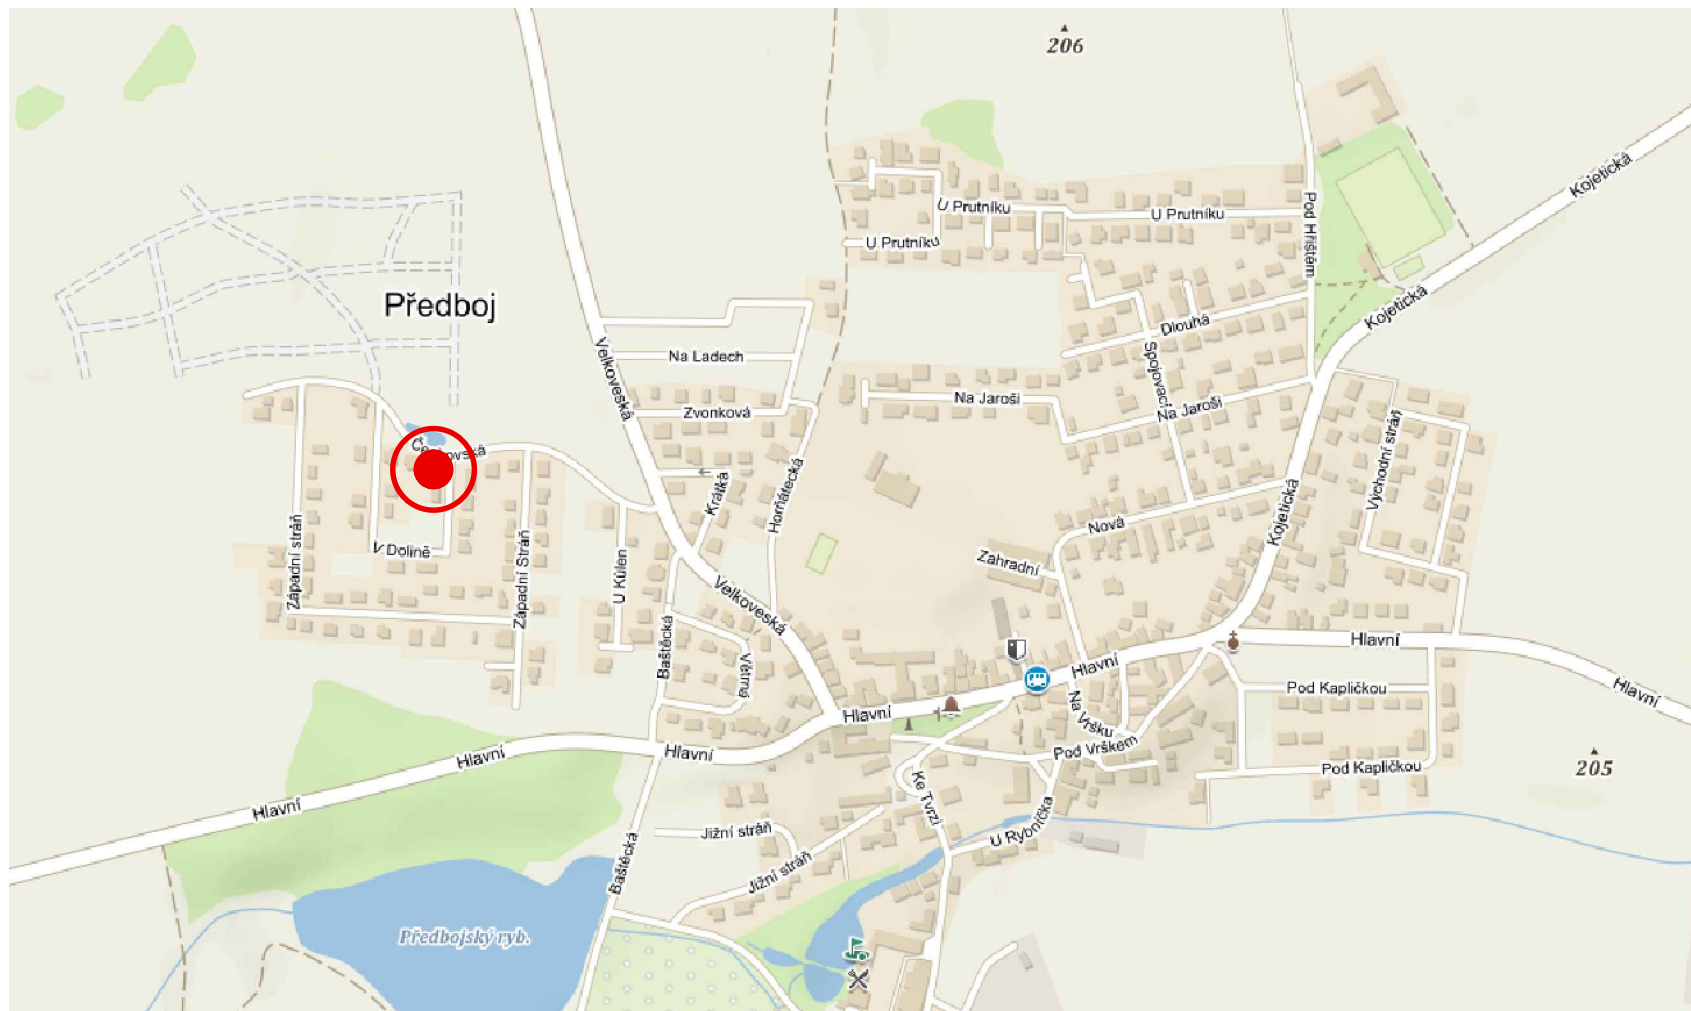 206
Kojetická
U Prutníku
U Prutníku
Pod Hřištěm
U Prutníku
Předboj
Kojetická
Dlouhá
Velkoveská
Na Ladech
Spojovací
Na Jaroši
Na Jaroši
Zvonková
Východní stráň
Krátká
Horňátecká
Kojetická
Nová
V Dolině
Zahradní
Západní stráň
Západní Stráň
U Kůlen
Velkoveská
Baštěcká
Větrná
Hlavní
Hlavní
Pod Kapličkou
Hlavní
Hlavní
Na Vršku
Pod Vrškem
Hlavní
Hlavní
205
Pod Kapličkou
Ke Tvrzi
Hlavní
Jižní stráň
U Rybníčka
Baštěcká
Jižní stráň
Předbojský ryb.